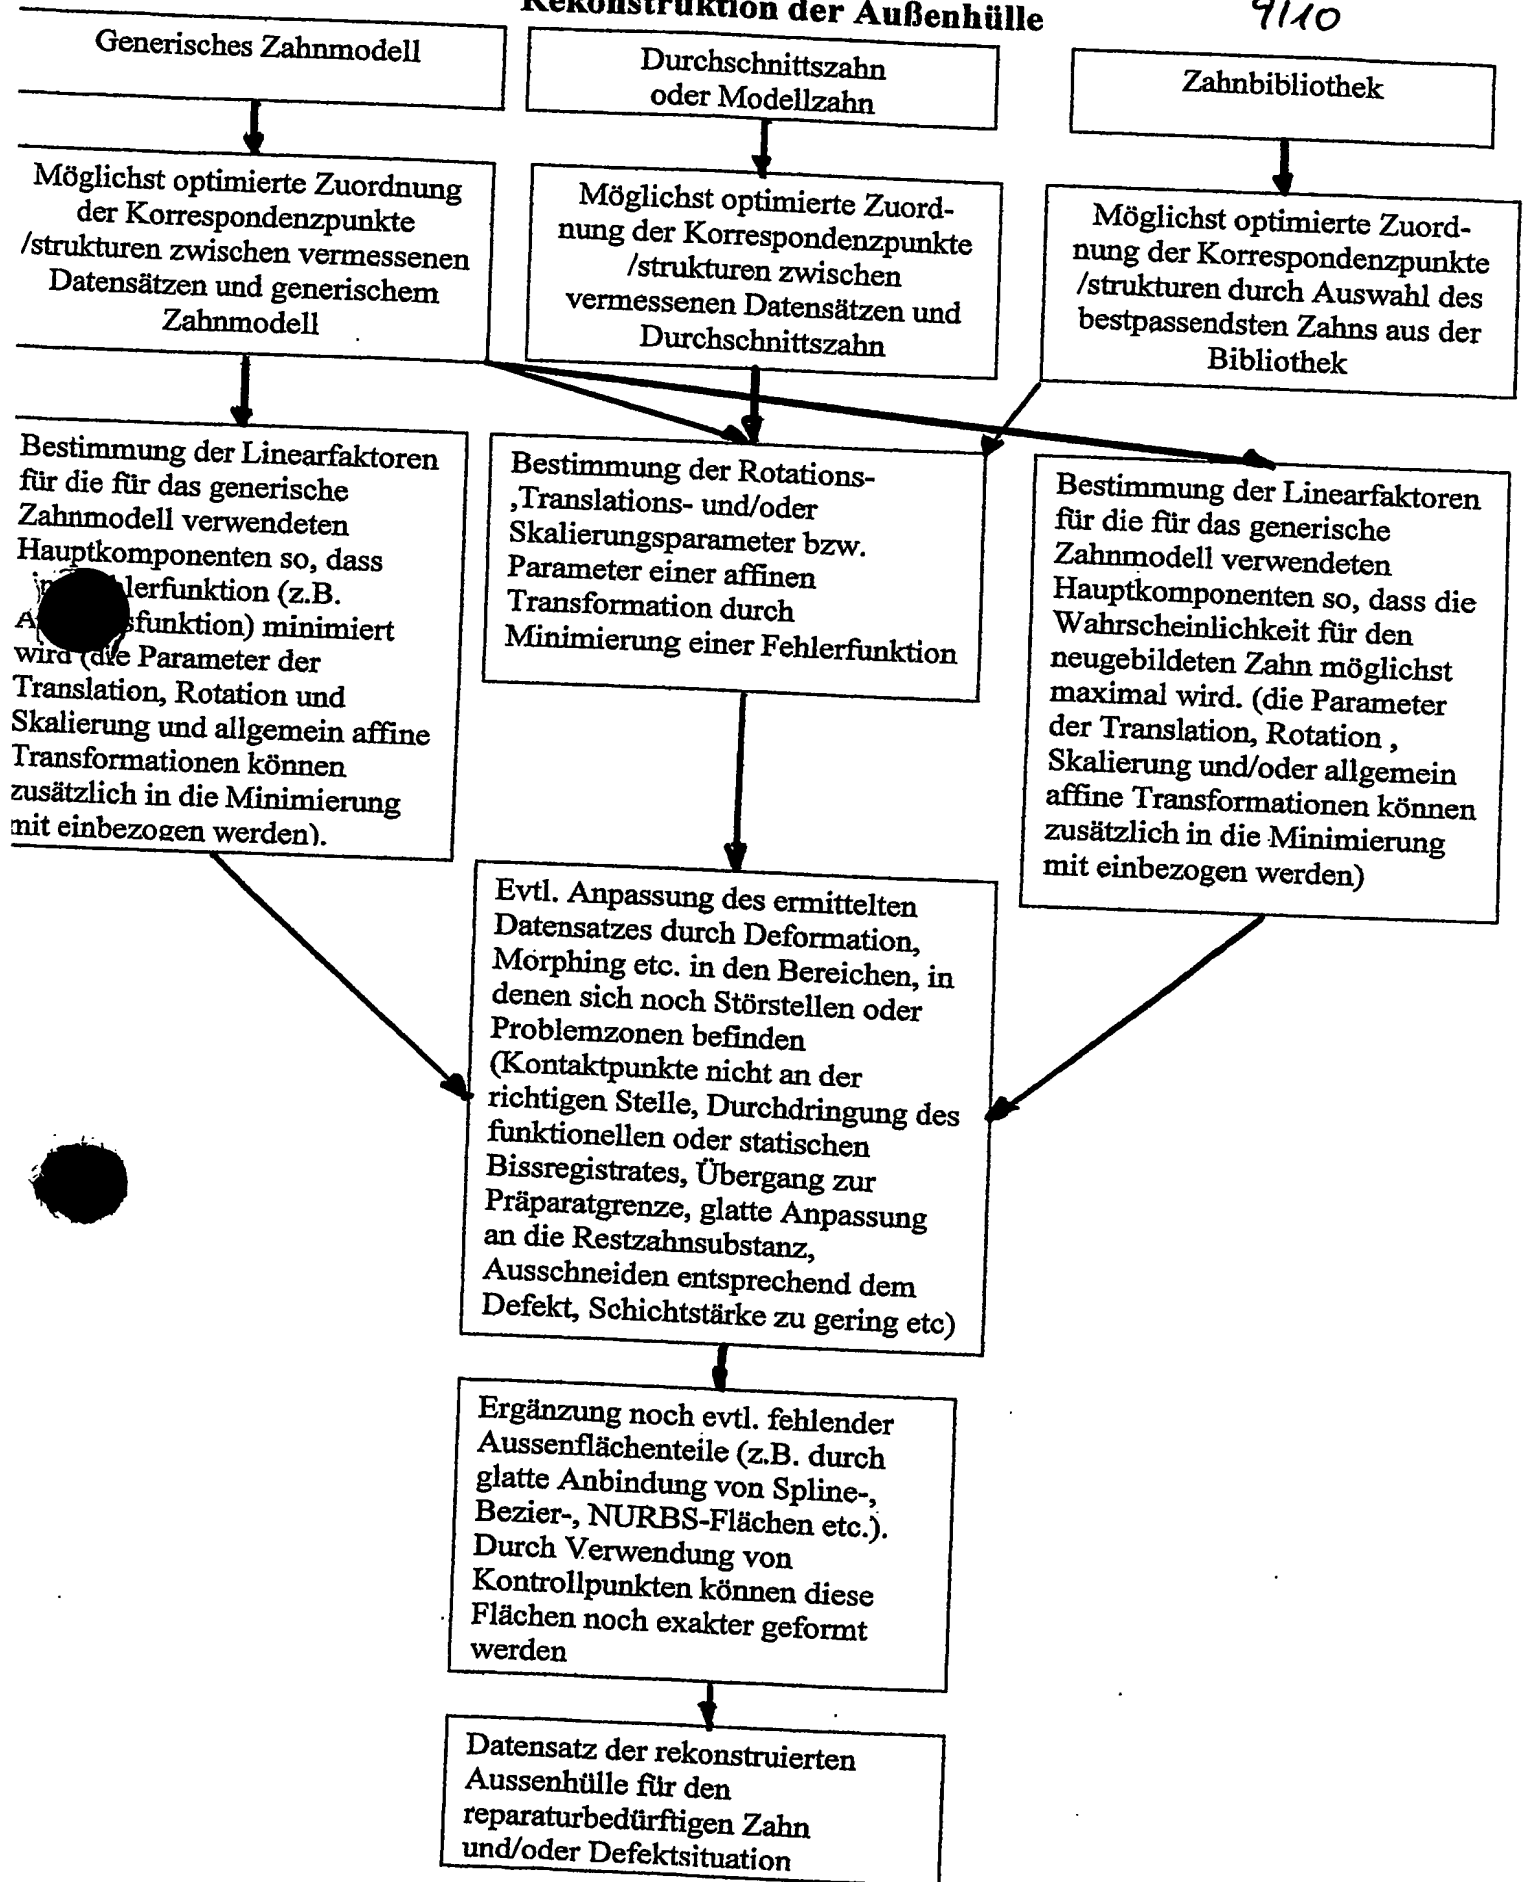 Rekonstruktion der Außenhülle
9/10
Generisches Zahnmodell
Durchschnittszahn
oder Modellzahn
Zahnbibliothek
Möglichst optimierte Zuordnung
der Korrespondenzpunkte
/strukturen zwischen vermessenen
Datensätzen und generischem
Zahnmodell
Möglichst optimierte Zuord-
nung der Korrespondenzpunkte
/strukturen zwischen
vermessenen Datensätzen und
Durchschnittszahn
Möglichst optimierte Zuord-
nung der Korrespondenzpunkte
/strukturen durch Auswahl des
bestpassendsten Zahns aus der
Bibliothek
Bestimmung der Linearfaktoren
für die für das generische
Zahnmodell verwendeten
Hauptkomponenten so, dass
lerfunktion (z.B.
sfunktion) minimiert
wird (die Parameter der
Translation, Rotation und
Skalierung und allgemein affine
Transformationen können
zusätzlich in die Minimierung
mit einbezogen werden).
Bestimmung der Rotations-
,Translations- und/oder
Skalierungsparameter bzw.
Parameter einer affinen
Transformation durch
Minimierung einer Fehlerfunktion
Bestimmung der Linearfaktoren
für die für das generische
Zahnmodell verwendeten
Hauptkomponenten so, dass die
Wahrscheinlichkeit für den
neugebildeten Zahn möglichst
maximal wird. (die Parameter
der Translation, Rotation ,
Skalierung und/oder allgemein
affine Transformationen können
zusätzlich in die Minimierung
mit einbezogen werden)
Evtl. Anpassung des ermittelten
Datensatzes durch Deformation,
Morphing etc. in den Bereichen, in
denen sich noch Störstellen oder
Problemzonen befinden
(Kontaktpunkte nicht an der
richtigen Stelle, Durchdringung des
funktionellen oder statischen
Bissregistrates, Übergang zur
Präparatgrenze, glatte Anpassung
an die Restzahnsubstanz,
Ausschneiden entsprechend dem
Defekt, Schichtstärke zu gering etc)
Ergänzung noch evtl. fehlender
Aussenflächenteile (z.B. durch
glatte Anbindung von Spline-,
Bezier-, NURBS-Flächen etc.).
Durch Verwendung von
Kontrollpunkten können diese
Flächen noch exakter geformt
werden
Datensatz der rekonstruierten
Aussenhülle für den
reparaturbedürftigen Zahn
und/oder Defektsituation